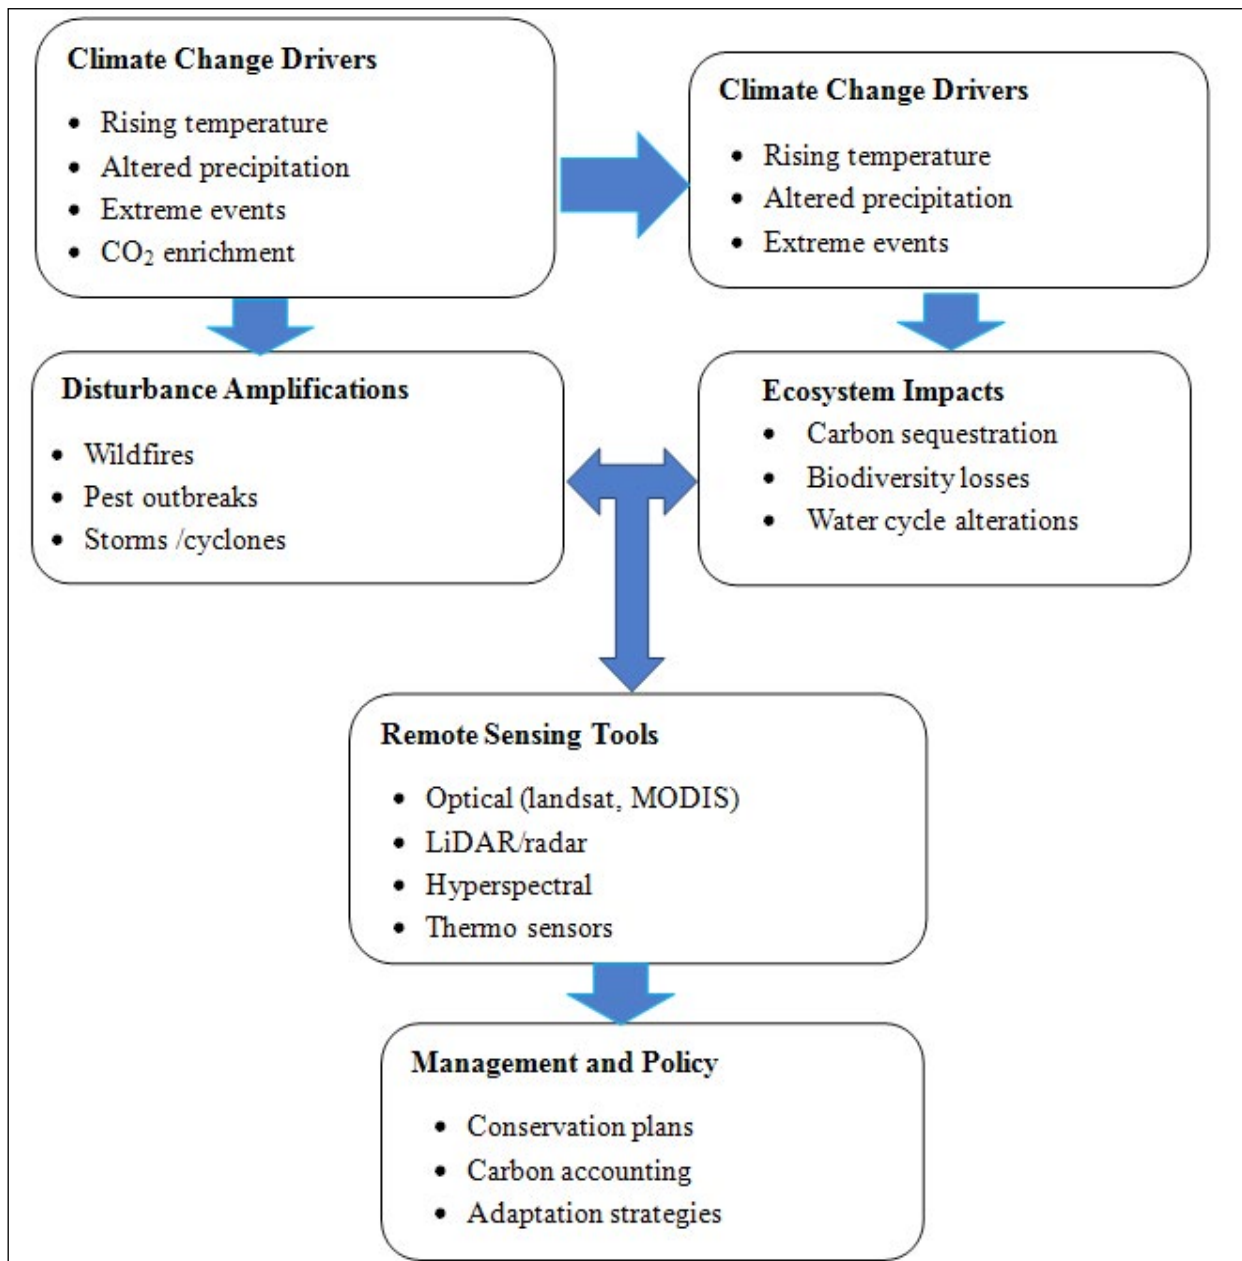 Climate Change Drivers
• Rising temperature
• Altered precipitation
• Extreme events
• CO₂ enrichment
Climate Change Drivers
• Rising temperature
• Altered precipitation
• Extreme events
Disturbance Amplifications
• Wildfires
• Pest outbreaks
• Storms /cyclones
Ecosystem Impacts
• Carbon sequestration
• Biodiversity losses
• Water cycle alterations
Remote Sensing Tools
• Optical (landsat, MODIS)
• LiDAR/radar
• Hyperspectral
• Thermo sensors
Management and Policy
• Conservation plans
• Carbon accounting
• Adaptation strategies